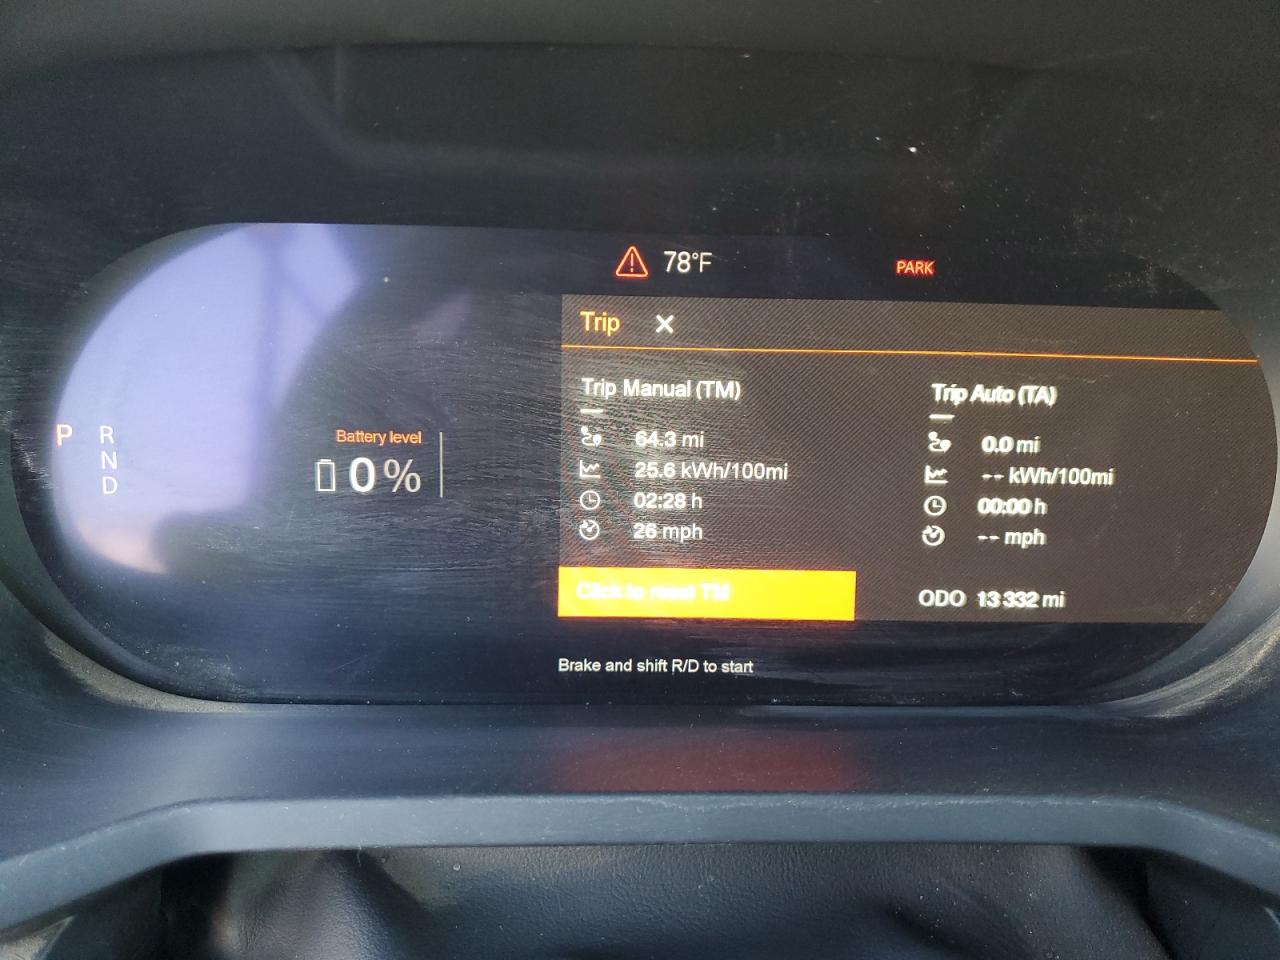 78°F
PARK
Trip
Trip Manual (TM)
64.3 mi
25.6 kWh/100mi
02:28 h
26 mph
Click to reset TM
Trip Auto (TA)
0.0 mi
-- kWh/100mi
00:00 h
-- mph
ODO 13 332 mi
P R
N
D
Battery level
0%
Brake and shift R/D to start